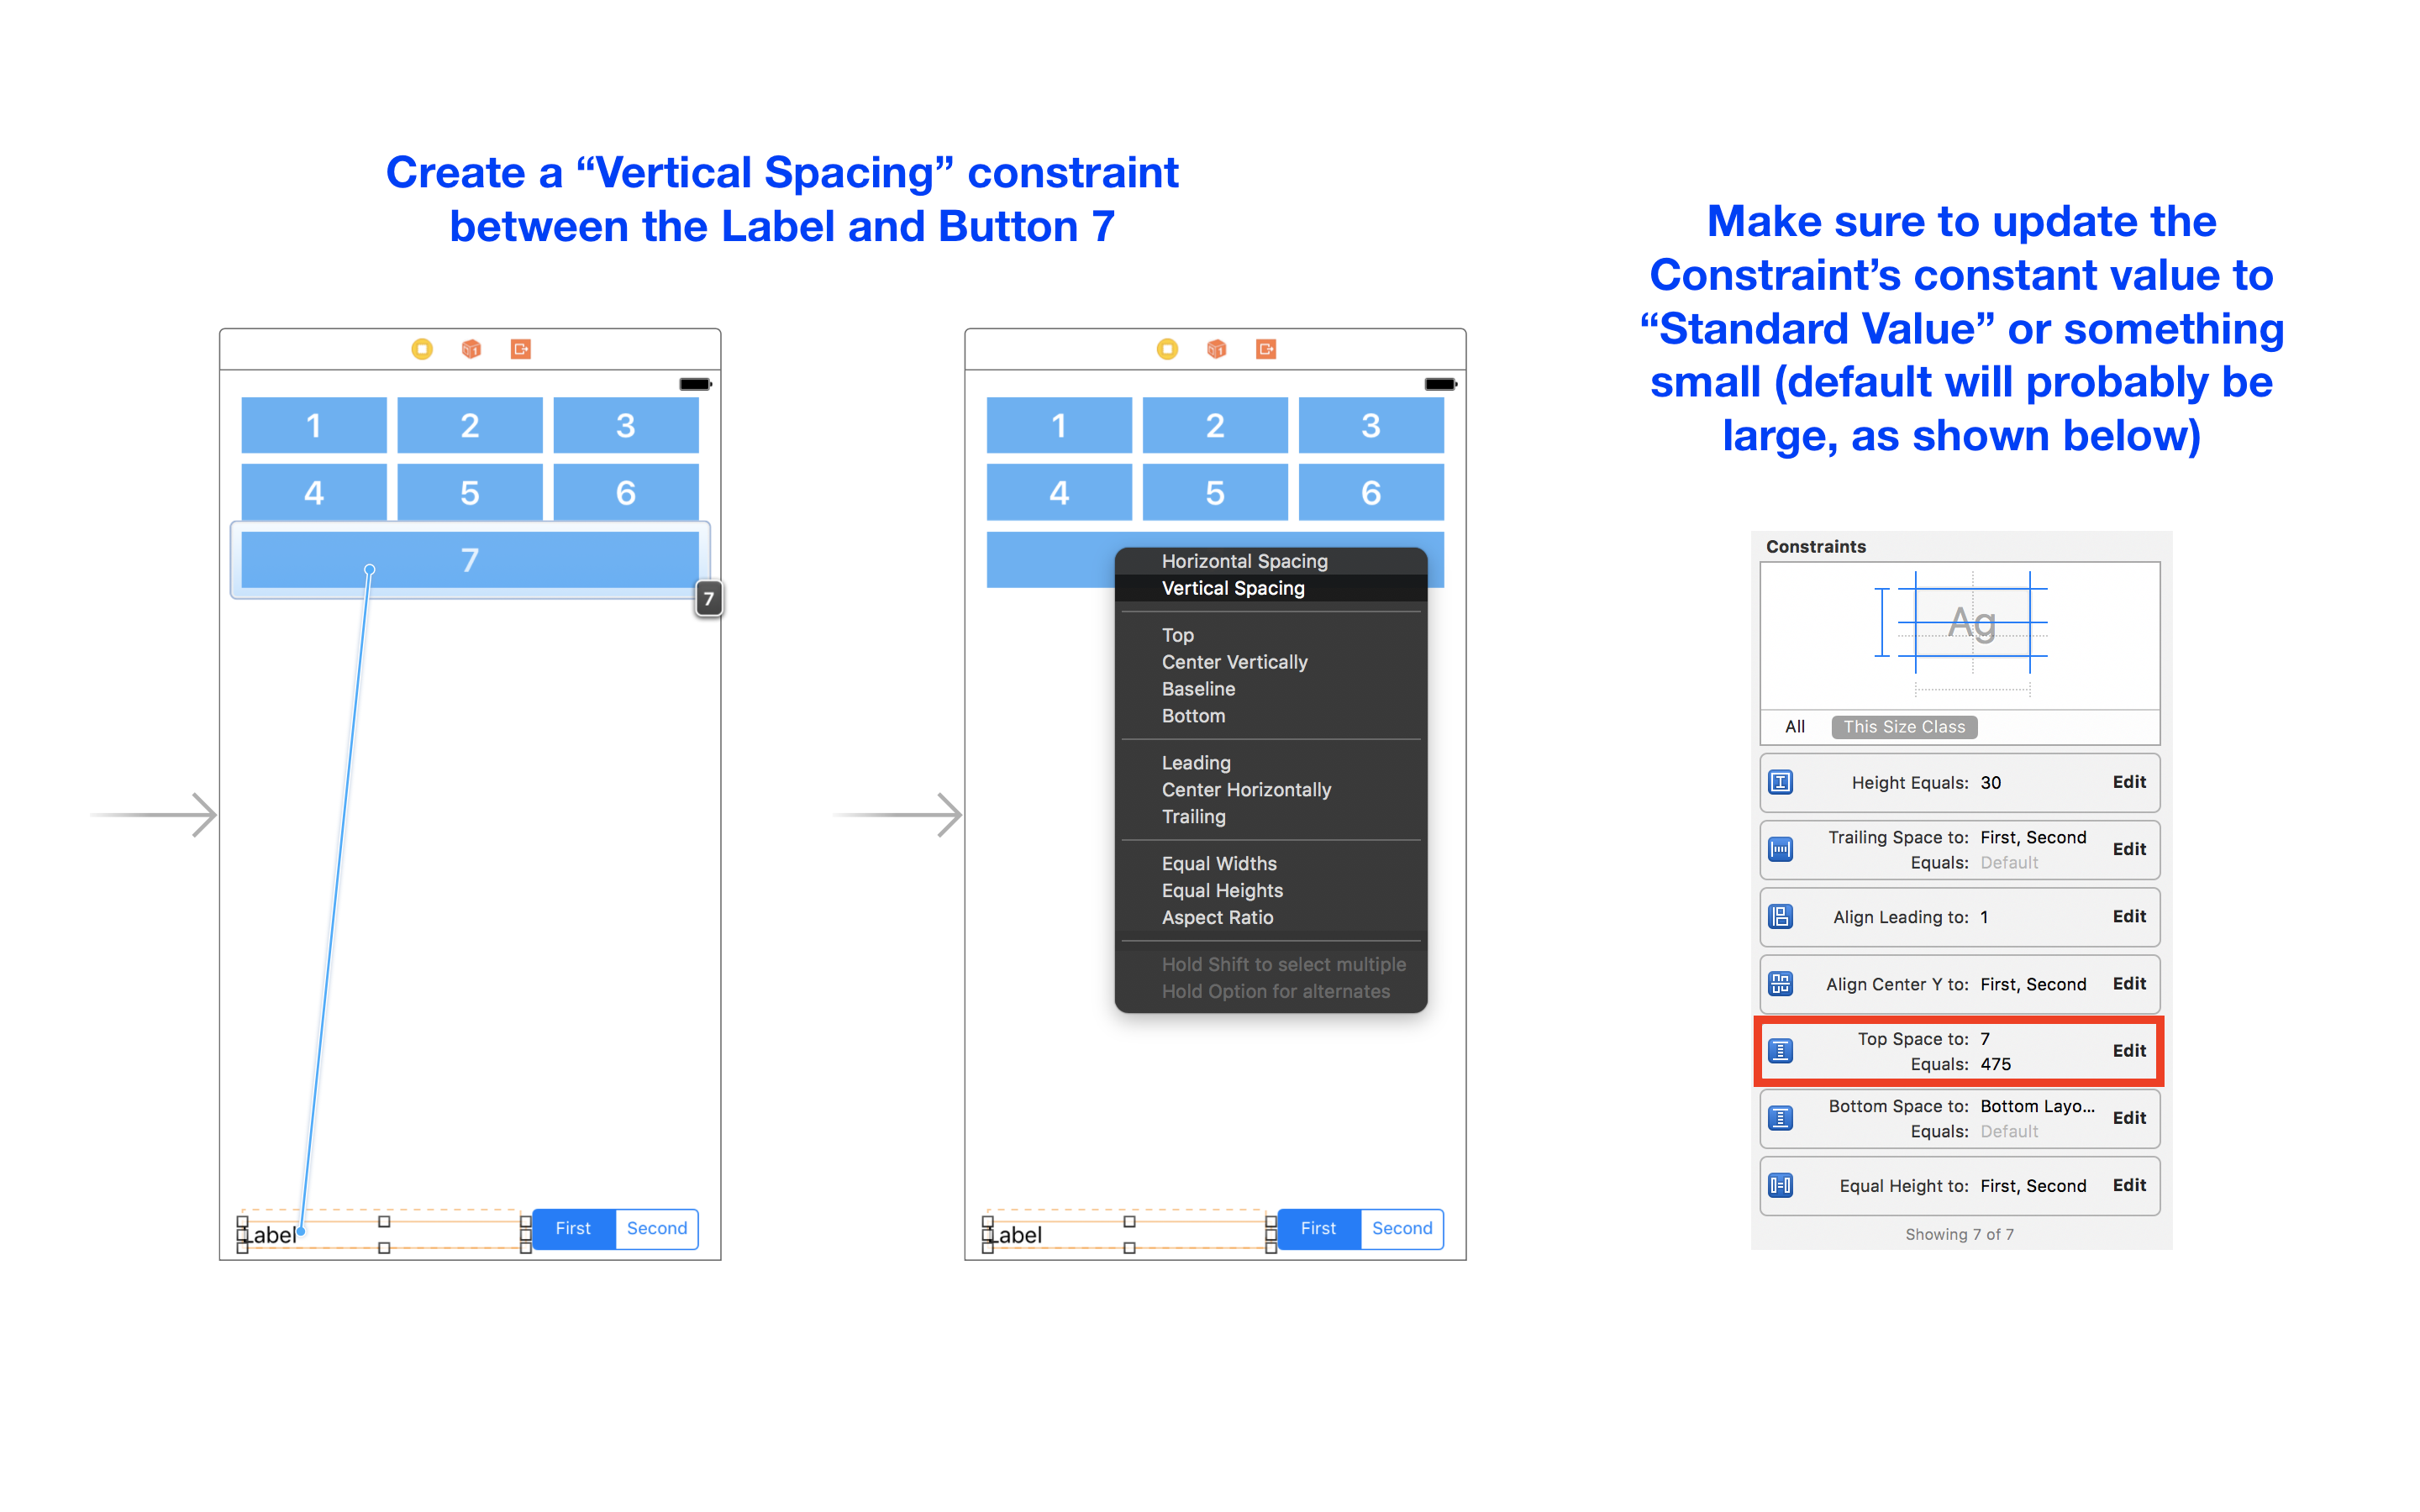 Create a “Vertical Spacing” constraint
between the Label and Button 7
Make sure to update the
Constraint’s constant value to
“Standard Value” or something
small (default will probably be
large, as shown below)
1 2 3
4 5 6
7
7
Label
First Second
1 2 3
4 5 6
Horizontal Spacing
Vertical Spacing
Top
Center Vertically
Baseline
Bottom
Leading
Center Horizontally
Trailing
Equal Widths
Equal Heights
Aspect Ratio
Hold Shift to select multiple
Hold Option for alternates
Label
First Second
Constraints
Ag
All This Size Class
Height Equals: 30 Edit
Trailing Space to: First, Second
Equals: Default
Edit
Align Leading to: 1 Edit
Align Center Y to: First, Second Edit
Top Space to: 7
Equals: 475
Edit
Bottom Space to: Bottom Layo...
Equals: Default
Edit
Equal Height to: First, Second Edit
Showing 7 of 7